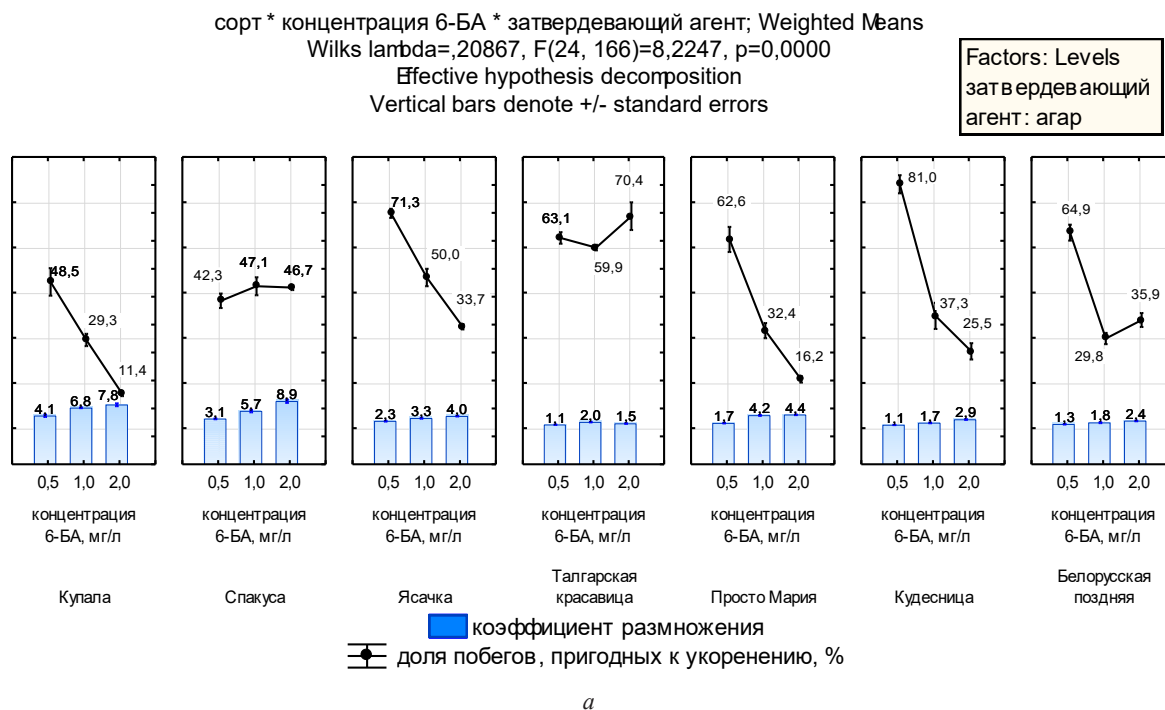 сорт * концентрация 6-БА * затвердевающий агент; Weighted Means
Wilks lambda=,20867, F(24, 166)=8,2247, p=0,0000
Effective hypothesis decomposition
Vertical bars denote +/- standard errors
Factors: Levels
затвердевающий
агент: агар
48,5
29,3
11,4
4,1
6,8
7,8
42,3
47,1
46,7
3,1
5,7
8,9
71,3
50,0
33,7
2,3
3,3
4,0
63,1
59,9
70,4
1,1
2,0
1,5
62,6
32,4
16,2
1,7
4,2
4,4
81,0
37,3
25,5
1,1
1,7
2,9
64,9
29,8
35,9
1,3
1,8
2,4
0,5 1,0 2,0 0,5 1,0 2,0 0,5 1,0 2,0 0,5 1,0 2,0 0,5 1,0 2,0 0,5 1,0 2,0 0,5 1,0 2,0
концентрация концентрация концентрация концентрация концентрация концентрация концентрация
6-БА, мг/л 6-БА, мг/л 6-БА, мг/л 6-БА, мг/л 6-БА, мг/л 6-БА, мг/л 6-БА, мг/л
Купала
Спакуса
Ясачка
Талгарская
красавица
Просто Мария
Кудесница
Белорусская
поздняя
коэффициент размножения
доля побегов, пригодных к укоренению, %
а